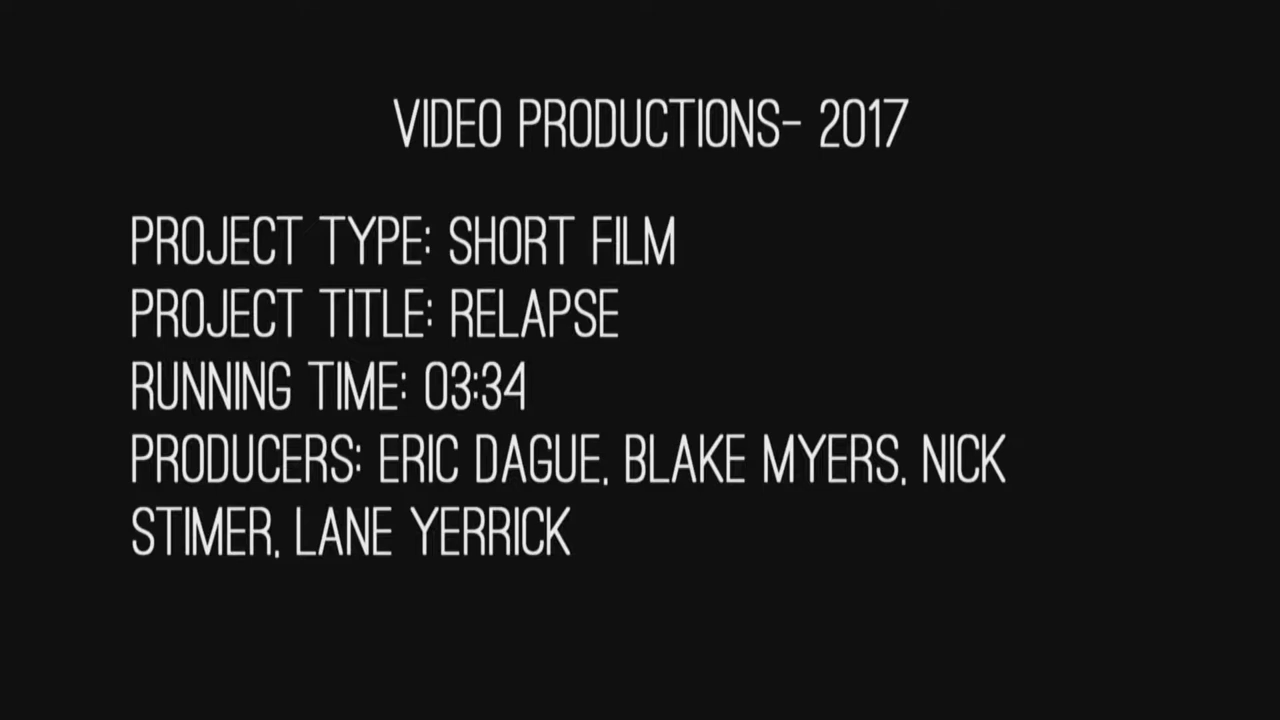 VIDEO PRODUCTIONS- 2017
PROJECT TYPE: SHORT FILM
PROJECT TITLE: RELAPSE
RUNNING TIME: 03:34
PRODUCERS: ERIC DAGUE, BLAKE MYERS, NICK
STIMER, LANE YERRICK